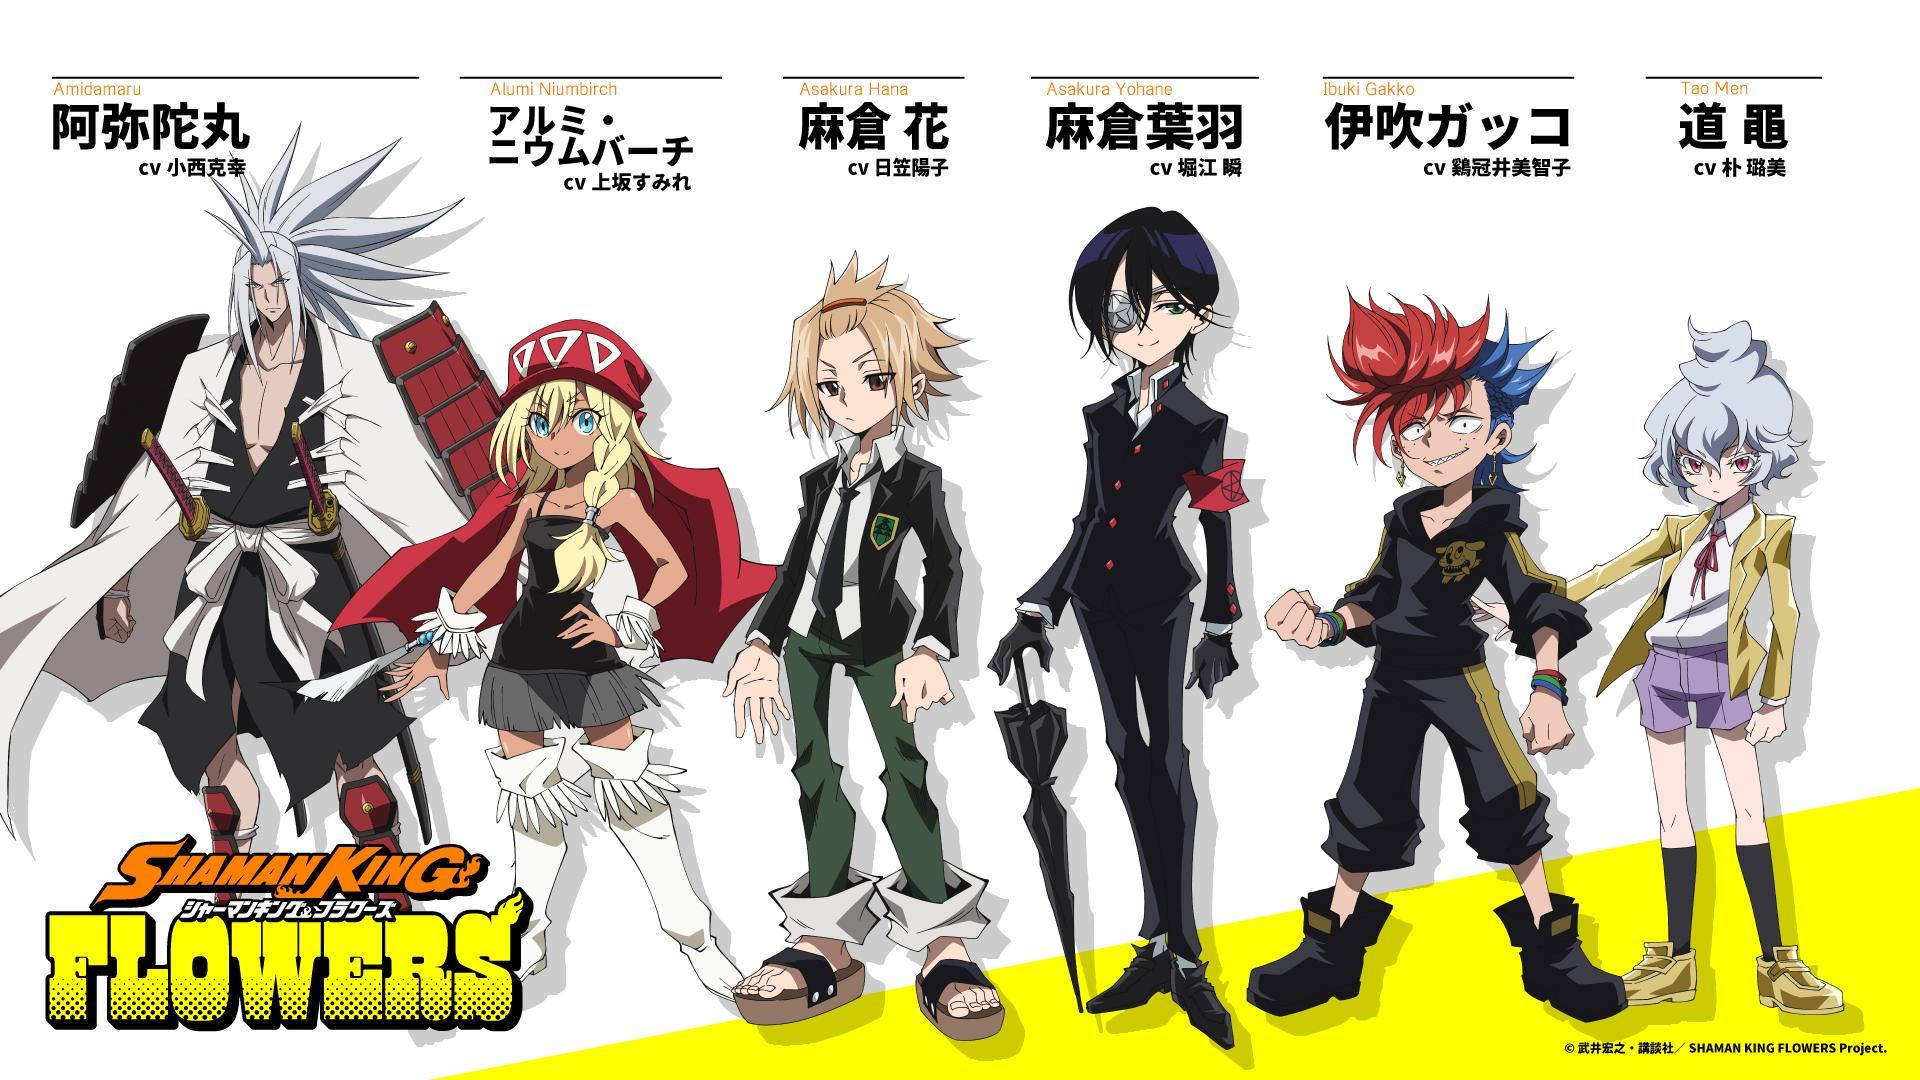 Amidamaru
阿弥陀丸
cv 小西克幸
Alumi Niumbirch
アルミ・
ニウムバーチ
cv 上坂すみれ
Asakura Hana
麻倉 花
cv 日笠陽子
Asakura Yohane
麻倉葉羽
cv 堀江 瞬
Ibuki Gakko
伊吹ガッコ
cv 鷄冠井美智子
Tao Men
道 黽
cv 朴 璐美
SHAMAN KING
シャーマンキング&フラワーズ
FLOWERS
© 武井宏之・講談社／ SHAMAN KING FLOWERS Project.